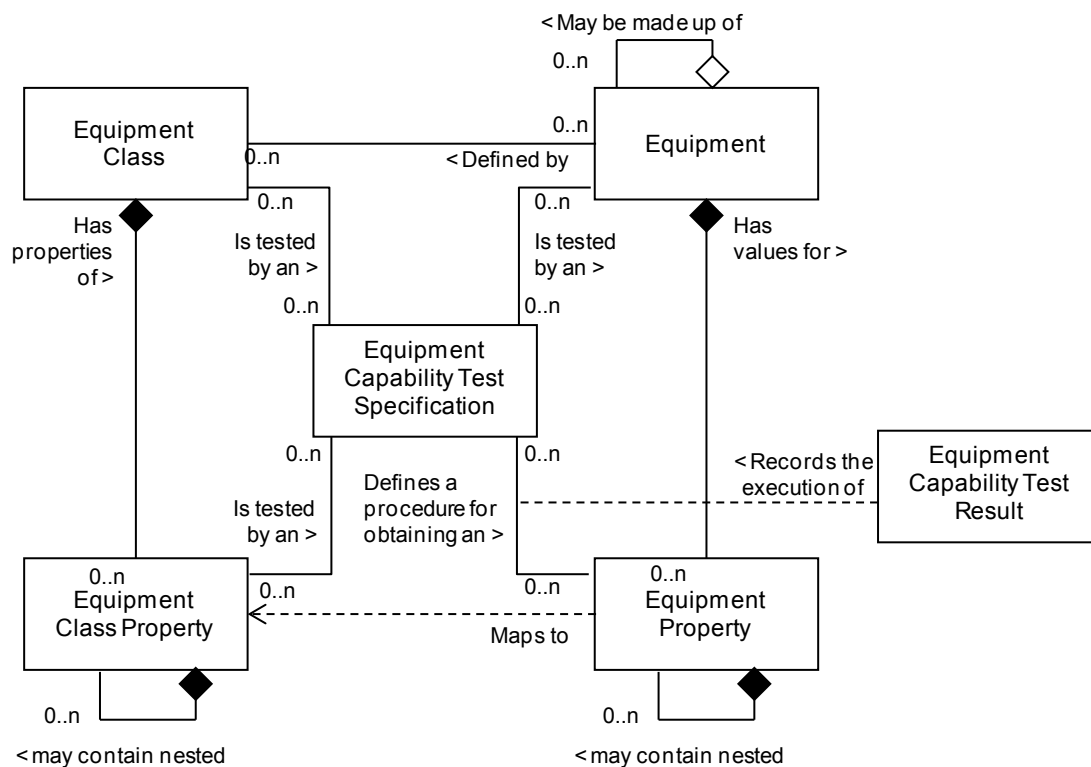 < May be made up of
0..n
Equipment
Class
0..n
Equipment
0..n
< Defined by
0..n
0..n
Has
properties
of >
Is tested
by an >
Is tested
by an >
Has
values for >
0..n
0..n
Equipment
Capability Test
Specification
0..n
0..n
< Records the
execution of
Equipment
Capability Test
Result
Defines a
procedure for
obtaining an >
Is tested
by an >
0..n
0..n
0..n
0..n
Equipment
Class Property
Equipment
Property
Maps to
0..n
0..n
< may contain nested
< may contain nested